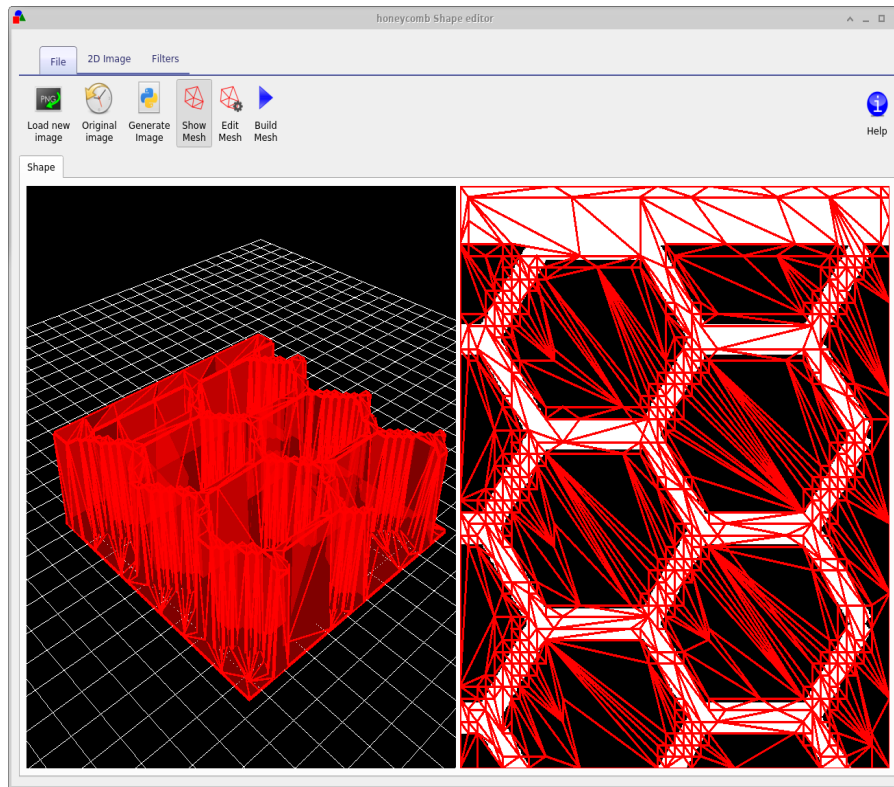 honeycomb Shape editor
File 2D Image Filters
PNG
Load new image
Original image
Generate Image
Show Mesh
Edit Mesh
Build Mesh
Help
Shape